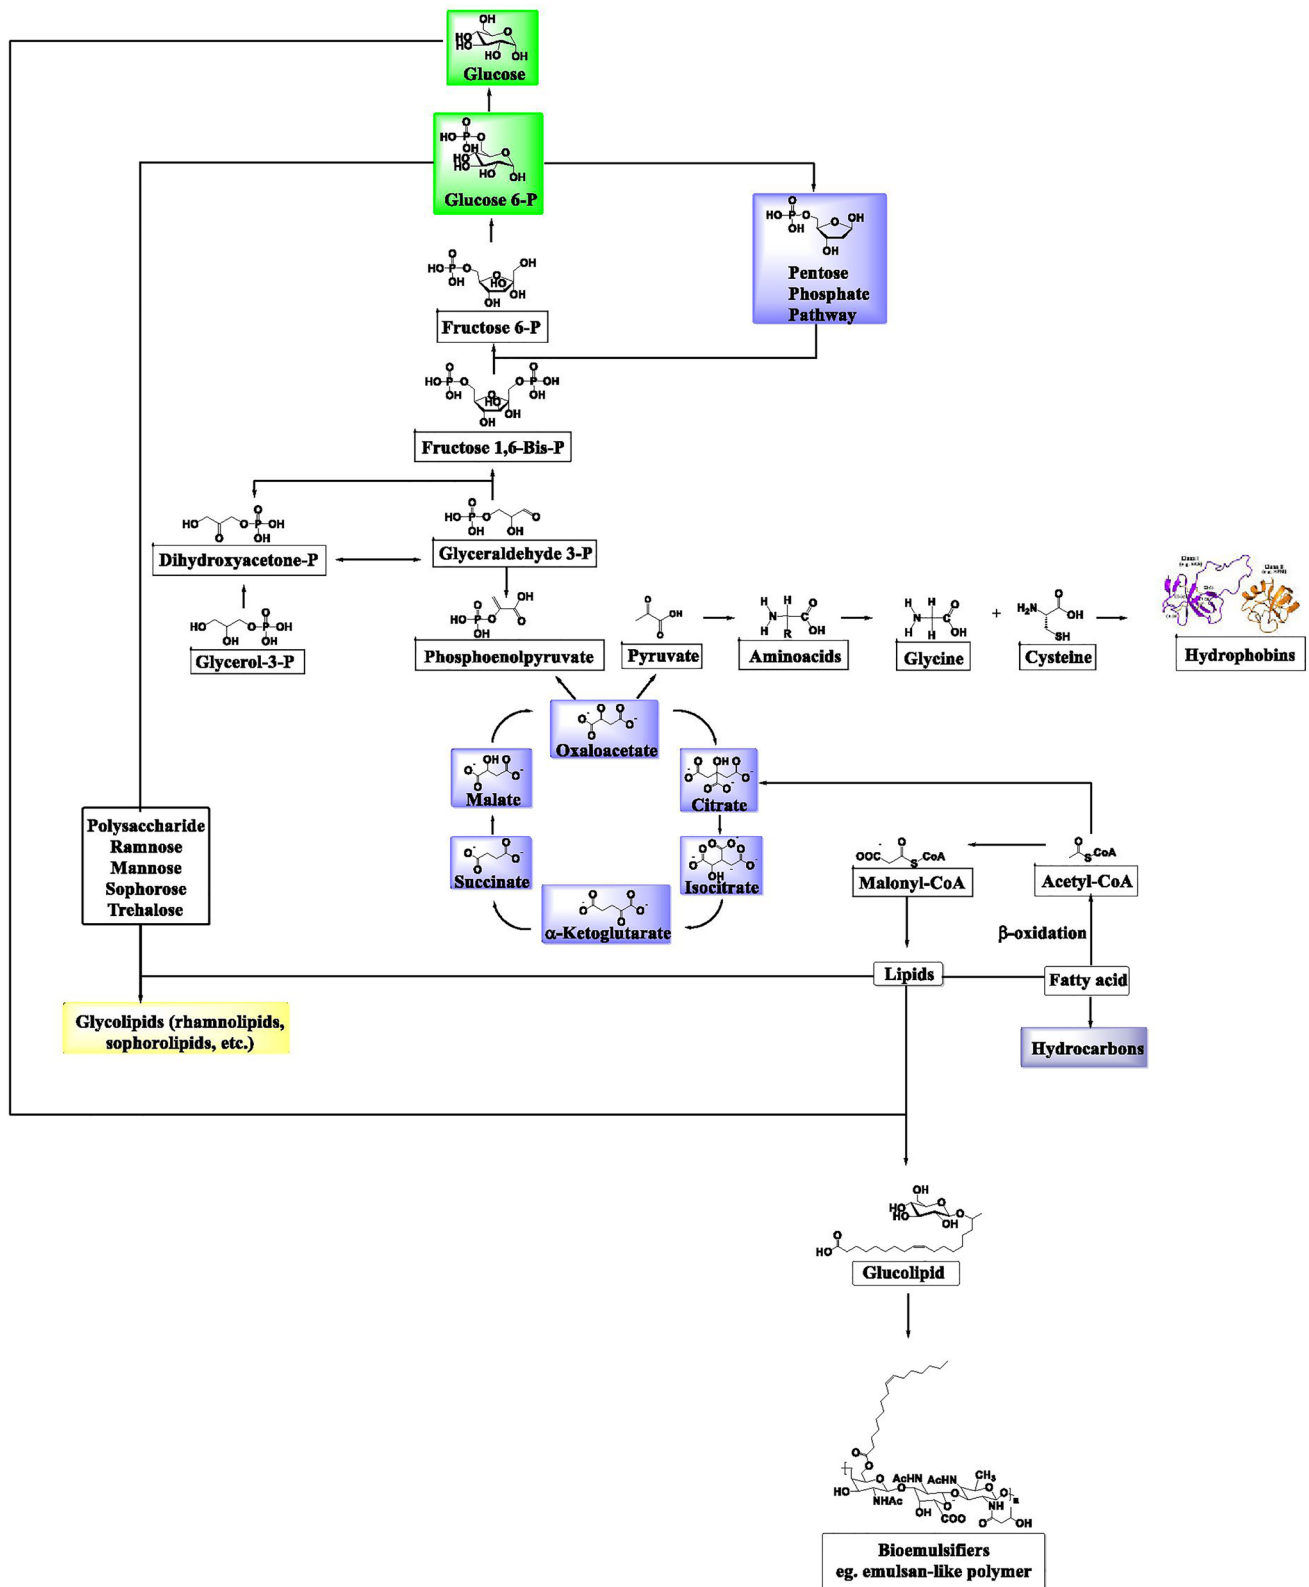 Glucose
Glucose 6-P
Pentose
Phosphate
Pathway
Fructose 6-P
Fructose 1,6-Bis-P
Dihydroxyacetone-P
Glyceraldehyde 3-P
Glycerol-3-P
Phosphoenolpyruvate
Pyruvate
Aminoacids
Glycine
+
Cysteine
Hydrophobins
Oxaloacetate
Malate
Citrate
Succinate
Isocitrate
α-Ketoglutarate
Malonyl-CoA
Acetyl-CoA
β-oxidation
Polysaccharide
Ramnose
Mannose
Sophorose
Trehalose
Lipids
Fatty acid
Glycolipids (rhamnolipids,
sophorolipids, etc.)
Hydrocarbons
Glucolipid
Bioemulsifiers
eg. emulsan-like polymer